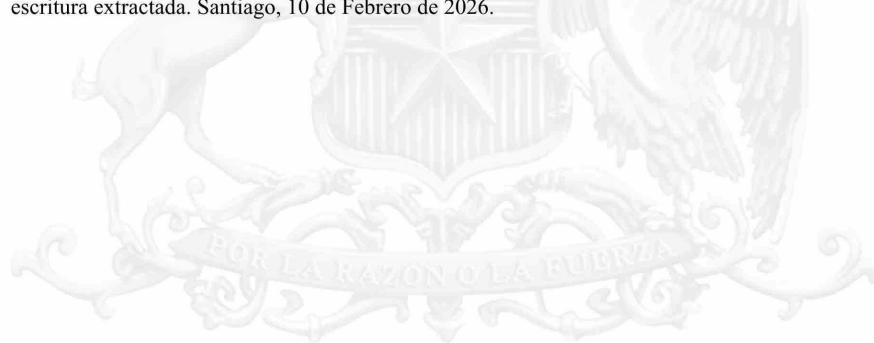 escritura extractada. Santiago, 10 de Febrero de 2026.
POR LA RAZON O LA FUERZA